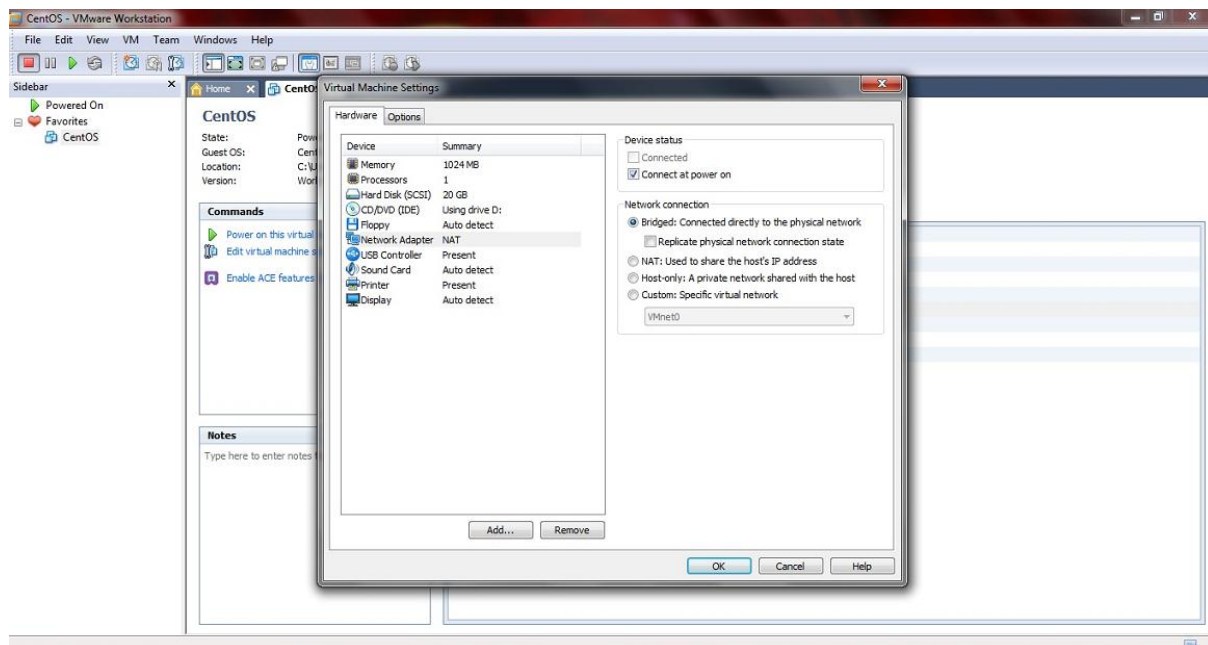 CentOS - VMware Workstation
File Edit View VM Team Windows Help
Sidebar
Powered On
Favorites
CentOS
Home
CentOS
State:
Guest OS:
Location:
Version:
Commands
Power on this virtual
Edit virtual machine
Enable ACE features
Notes
Type here to enter notes
Virtual Machine Settings
Hardware Options
Device Summary
Memory 1024 MB
Processors 1
Hard Disk (SCSI) 20 GB
CD/DVD (IDE) Using drive D:
Floppy Auto detect
Network Adapter NAT
USB Controller Present
Sound Card Auto detect
Printer Present
Display Auto detect
Add... Remove
Device status
Connected
Connect at power on
Network connection
Bridged: Connected directly to the physical network
Replicate physical network connection state
NAT: Used to share the host's IP address
Host-only: A private network shared with the host
Custom: Specific virtual network
VMnet0
OK Cancel Help